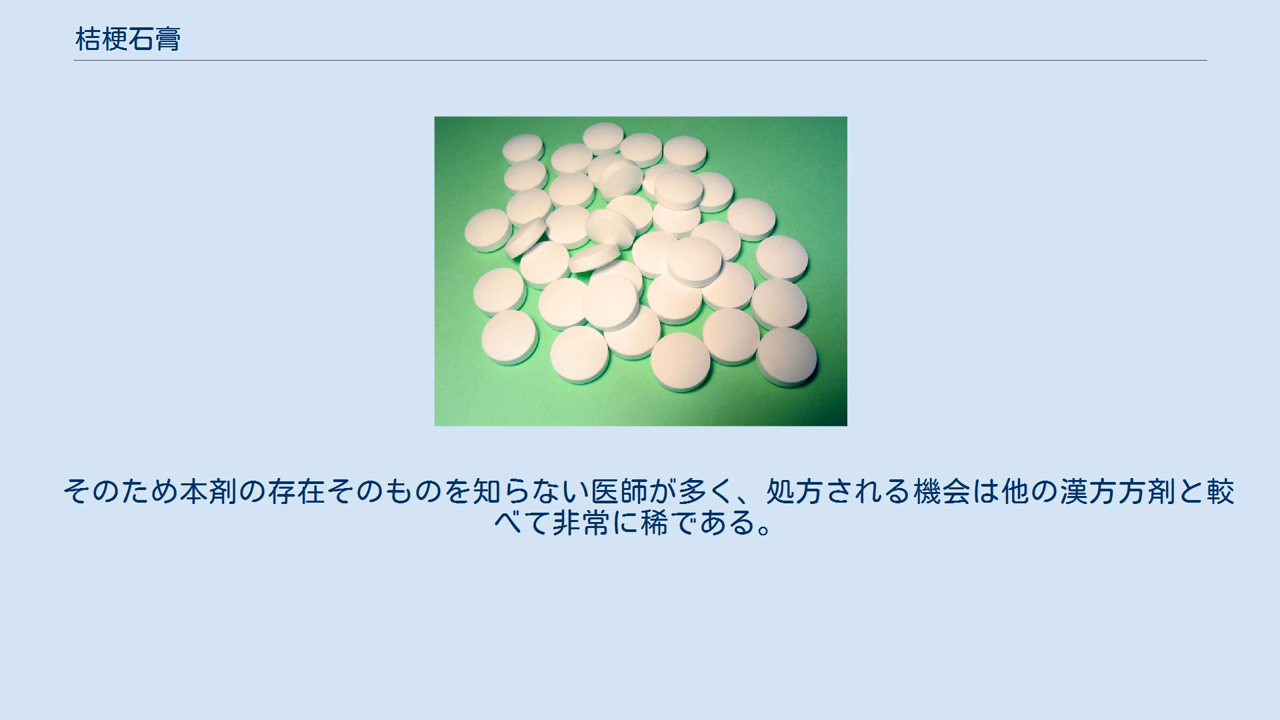 桔梗石膏
そのため本剤の存在そのものを知らない医師が多く、処方される機会は他の漢方方剤と較
べて非常に稀である。